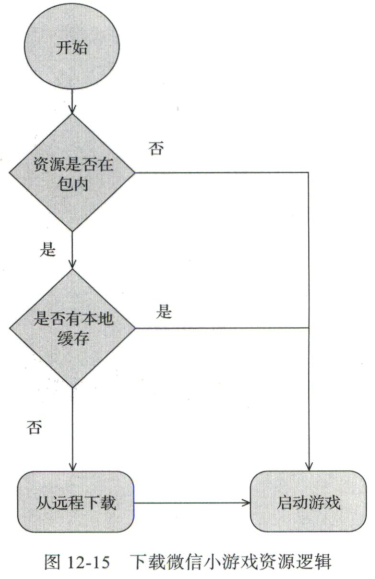 开始
资源是否在
包内
否
是
是否有本地
缓存
是
否
从远程下载
启动游戏
图 12-15 下载微信小游戏资源逻辑